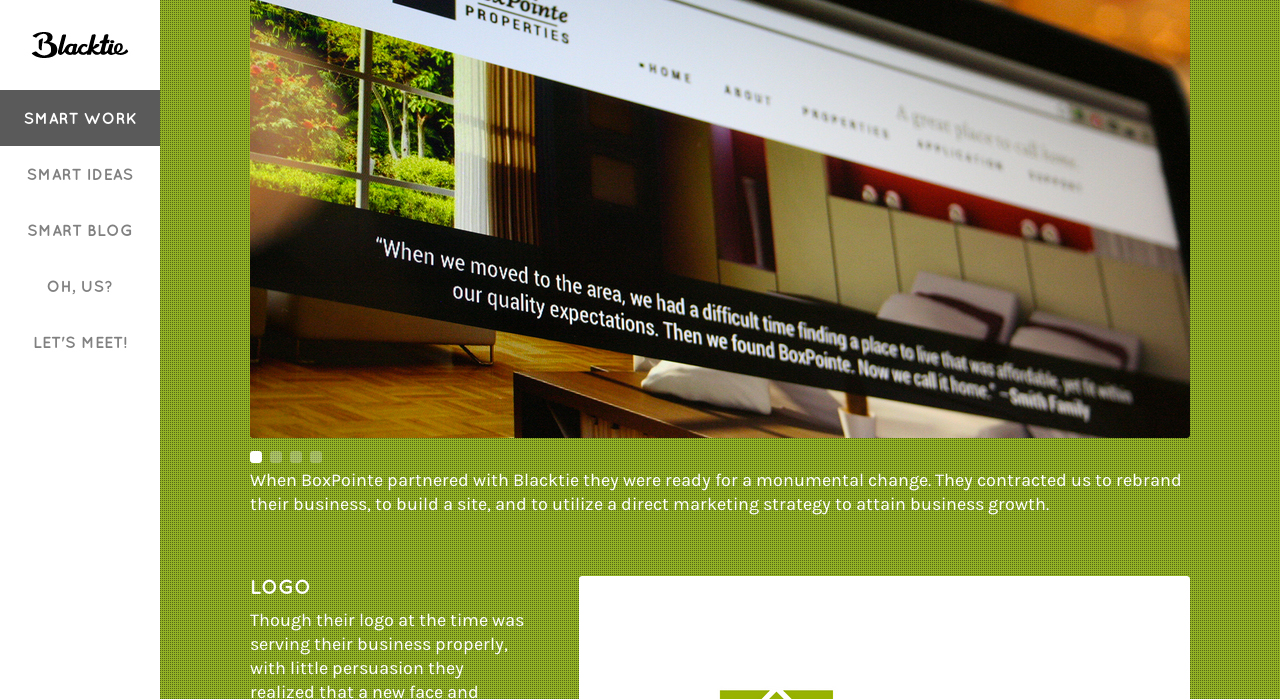 Blacktie
SMART WORK
SMART IDEAS
SMART BLOG
OH, US?
LET'S MEET!
BoxPointe
PROPERTIES
HOME
ABOUT
PROPERTIES
A great place to call home
APPLICATION
SUPPORT
“When we moved to the area, we had a difficult time finding a place to live that was affordable, yet fit within
our quality expectations. Then we found BoxPointe. Now we call it home.” –Smith Family
When BoxPointe partnered with Blacktie they were ready for a monumental change. They contracted us to rebrand
their business, to build a site, and to utilize a direct marketing strategy to attain business growth.
LOGO
Though their logo at the time was
serving their business properly,
with little persuasion they
realized that a new face and